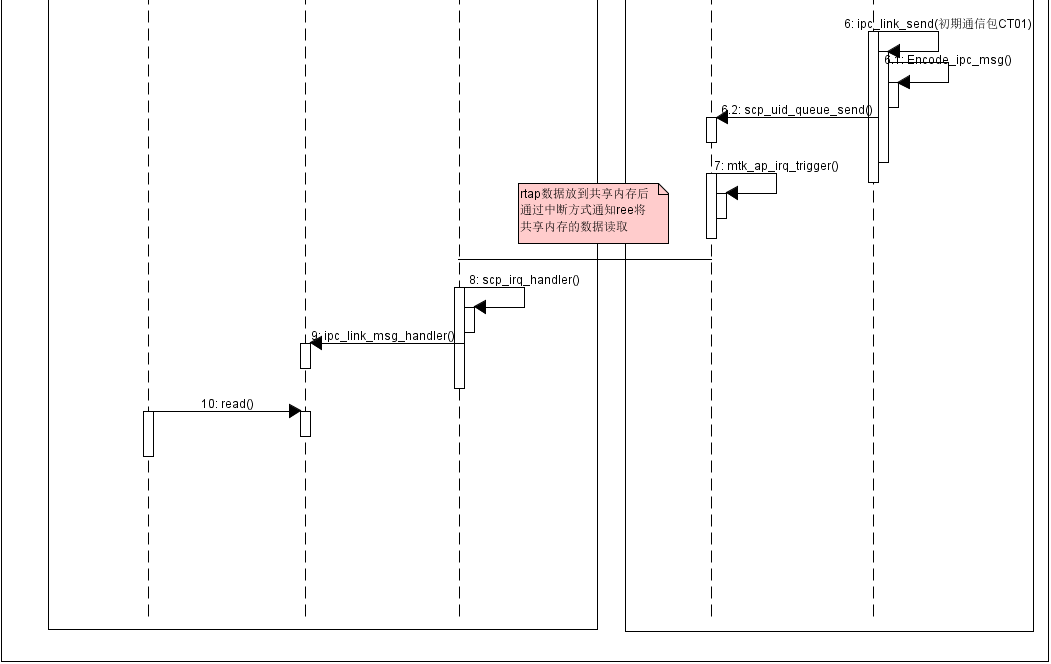 6: ipc_link_send(初期通信包CT01)
6.1: Encode_ipc_msg()
6.2: scp_uid_queue_send()
7: mtk_ap_irq_trigger()
rtap数据放到共享内存后
通过中断方式通知ree将
共享内存的数据读取
8: scp_irq_handler()
9: ipc_link_msg_handler()
10: read()